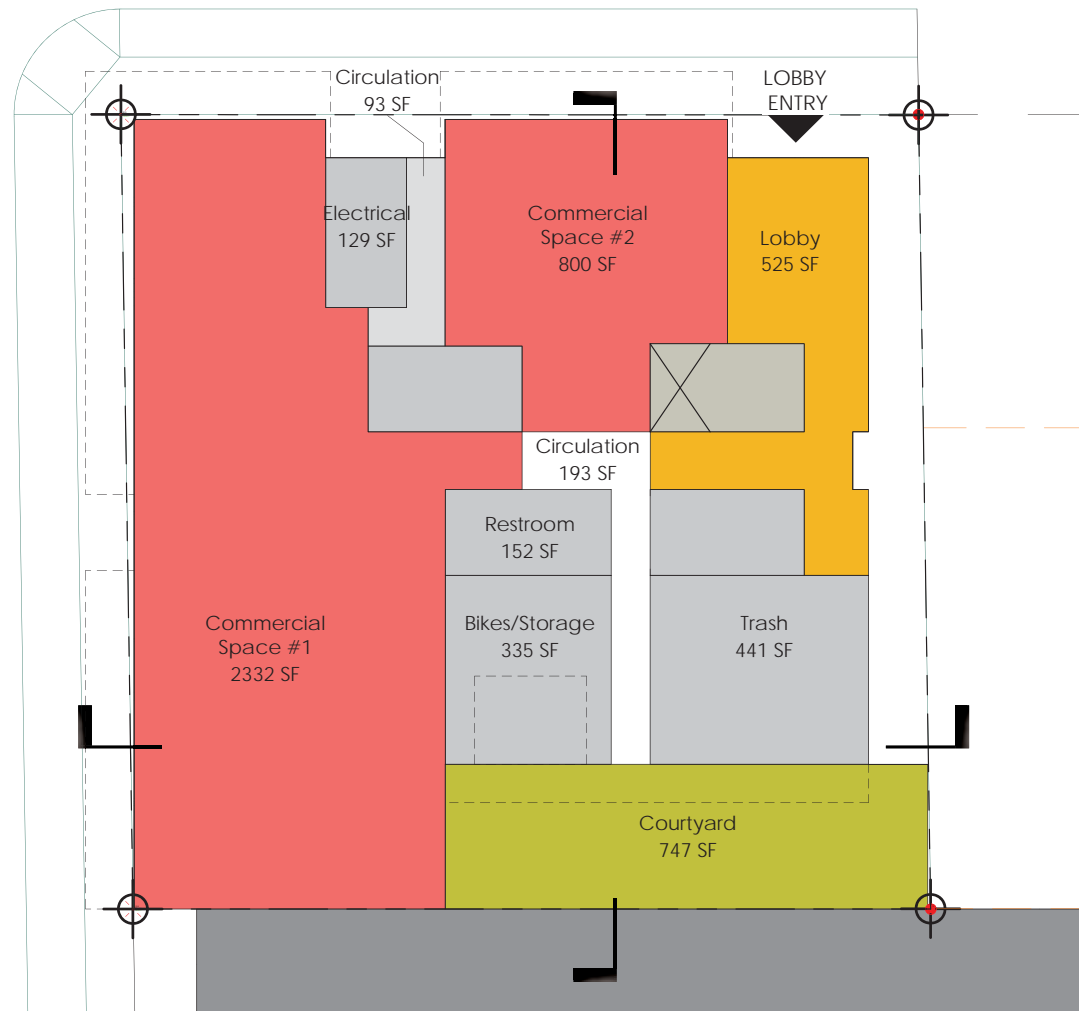 Circulation
93 SF
LOBBY
ENTRY
Electrical
129 SF
Commercial
Space #2
800 SF
Lobby
525 SF
Circulation
193 SF
Restroom
152 SF
Commercial
Space #1
2332 SF
Bikes/Storage
335 SF
Trash
441 SF
Courtyard
747 SF